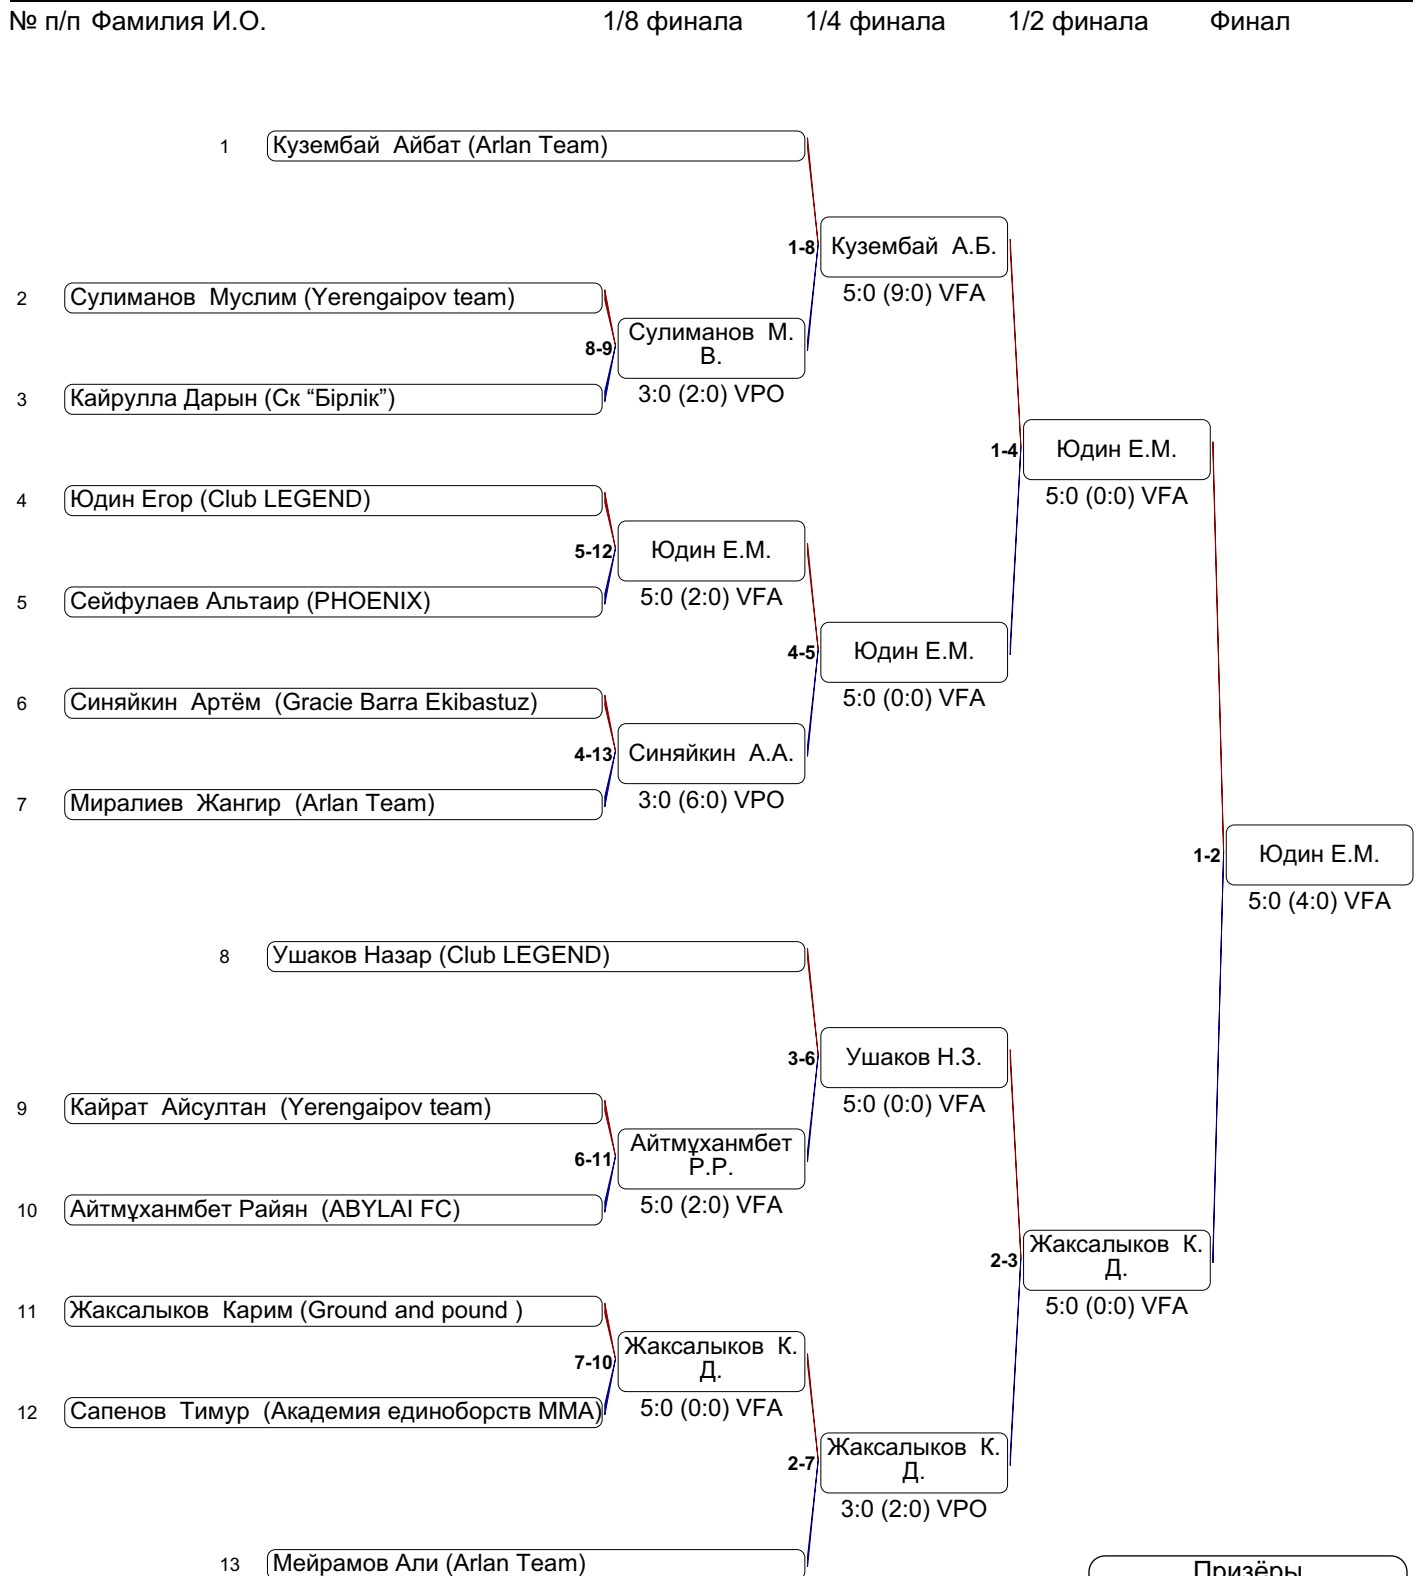 № п/п Фамилия И.О. 1/8 финала 1/4 финала 1/2 финала Финал
1 Кузембай Айбат (Arlan Team)
1-8 Кузембай А.Б.
5:0 (9:0) VFA
2 Сулиманов Муслим (Yerengaipov team)
8-9 Сулиманов М.
В.
3:0 (2:0) VPO
3 Кайрулла Дарын (Ск “Бірлік”)
1-4 Юдин Е.М.
5:0 (0:0) VFA
4 Юдин Егор (Club LEGEND)
5-12 Юдин Е.М.
5:0 (2:0) VFA
5 Сейфулаев Альтаир (PHOENIX)
4-5 Юдин Е.М.
5:0 (0:0) VFA
6 Синяйкин Артём (Gracie Barra Ekibastuz)
4-13 Синяйкин А.А.
3:0 (6:0) VPO
7 Миралиев Жангир (Arlan Team)
1-2 Юдин Е.М.
5:0 (4:0) VFA
8 Ушаков Назар (Club LEGEND)
3-6 Ушаков Н.З.
5:0 (0:0) VFA
9 Кайрат Айсултан (Yerengaipov team)
6-11 Айтмұханмбет
Р.Р.
5:0 (2:0) VFA
10 Айтмұханмбет Райян (ABYLAI FC)
2-3 Жаксалыков К.
Д.
5:0 (0:0) VFA
11 Жаксалыков Карим (Ground and pound )
7-10 Жаксалыков К.
Д.
5:0 (0:0) VFA
12 Сапенов Тимур (Академия единоборств ММА)
2-7 Жаксалыков К.
Д.
3:0 (2:0) VPO
13 Мейрамов Али (Arlan Team)
Призёры